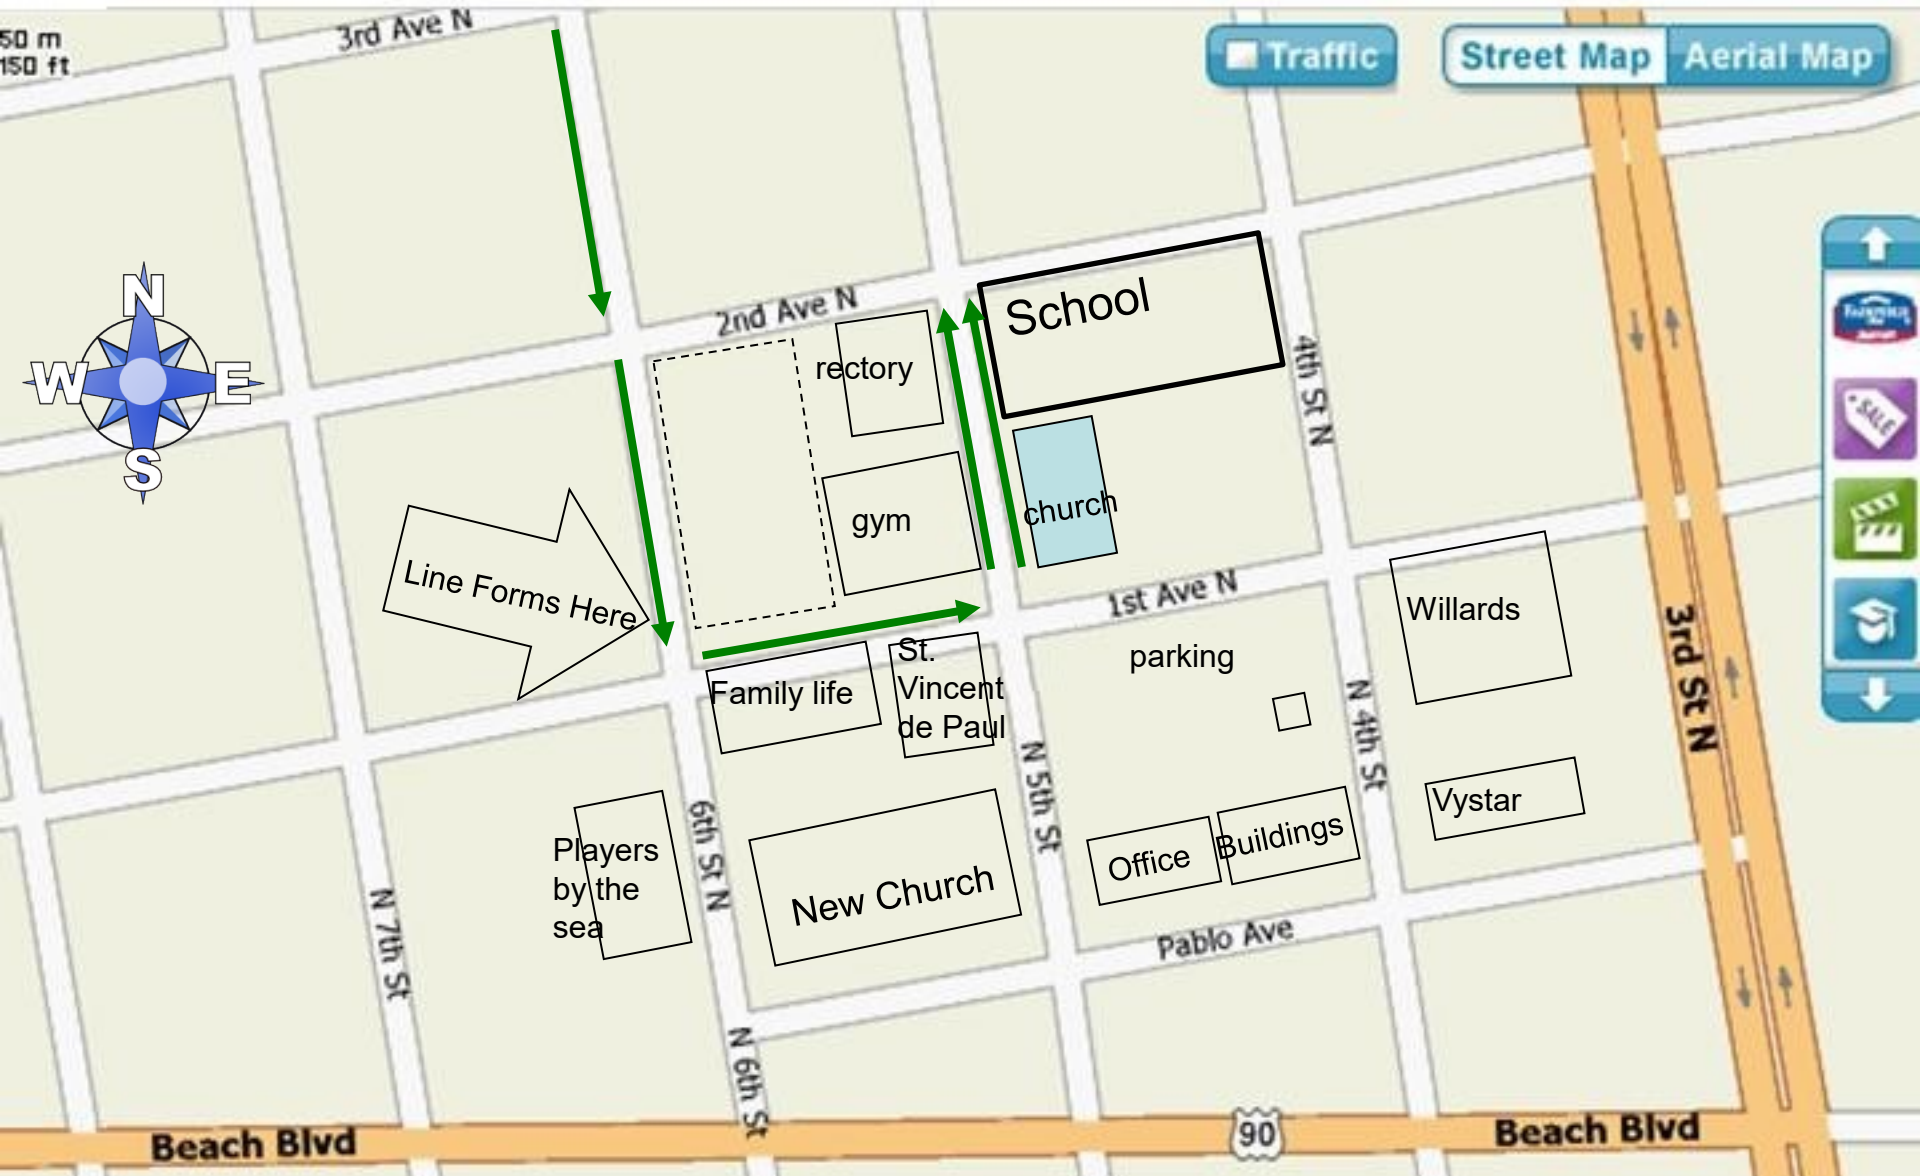 3rd Ave N
50 m
150 ft
Traffic
Street Map
Aerial Map
N
W
E
S
2nd Ave N
School
rectory
4th St N
SALE
gym
church
Line Forms Here
1st Ave N
Willards
St.
Vincent
de Paul
parking
Family life
3rd St N
N 4th St
N 5th St
Vystar
6th St N
Players
by the
sea
Office
Buildings
New Church
N 7th St
Pablo Ave
N 6th St
90
Beach Blvd
Beach Blvd